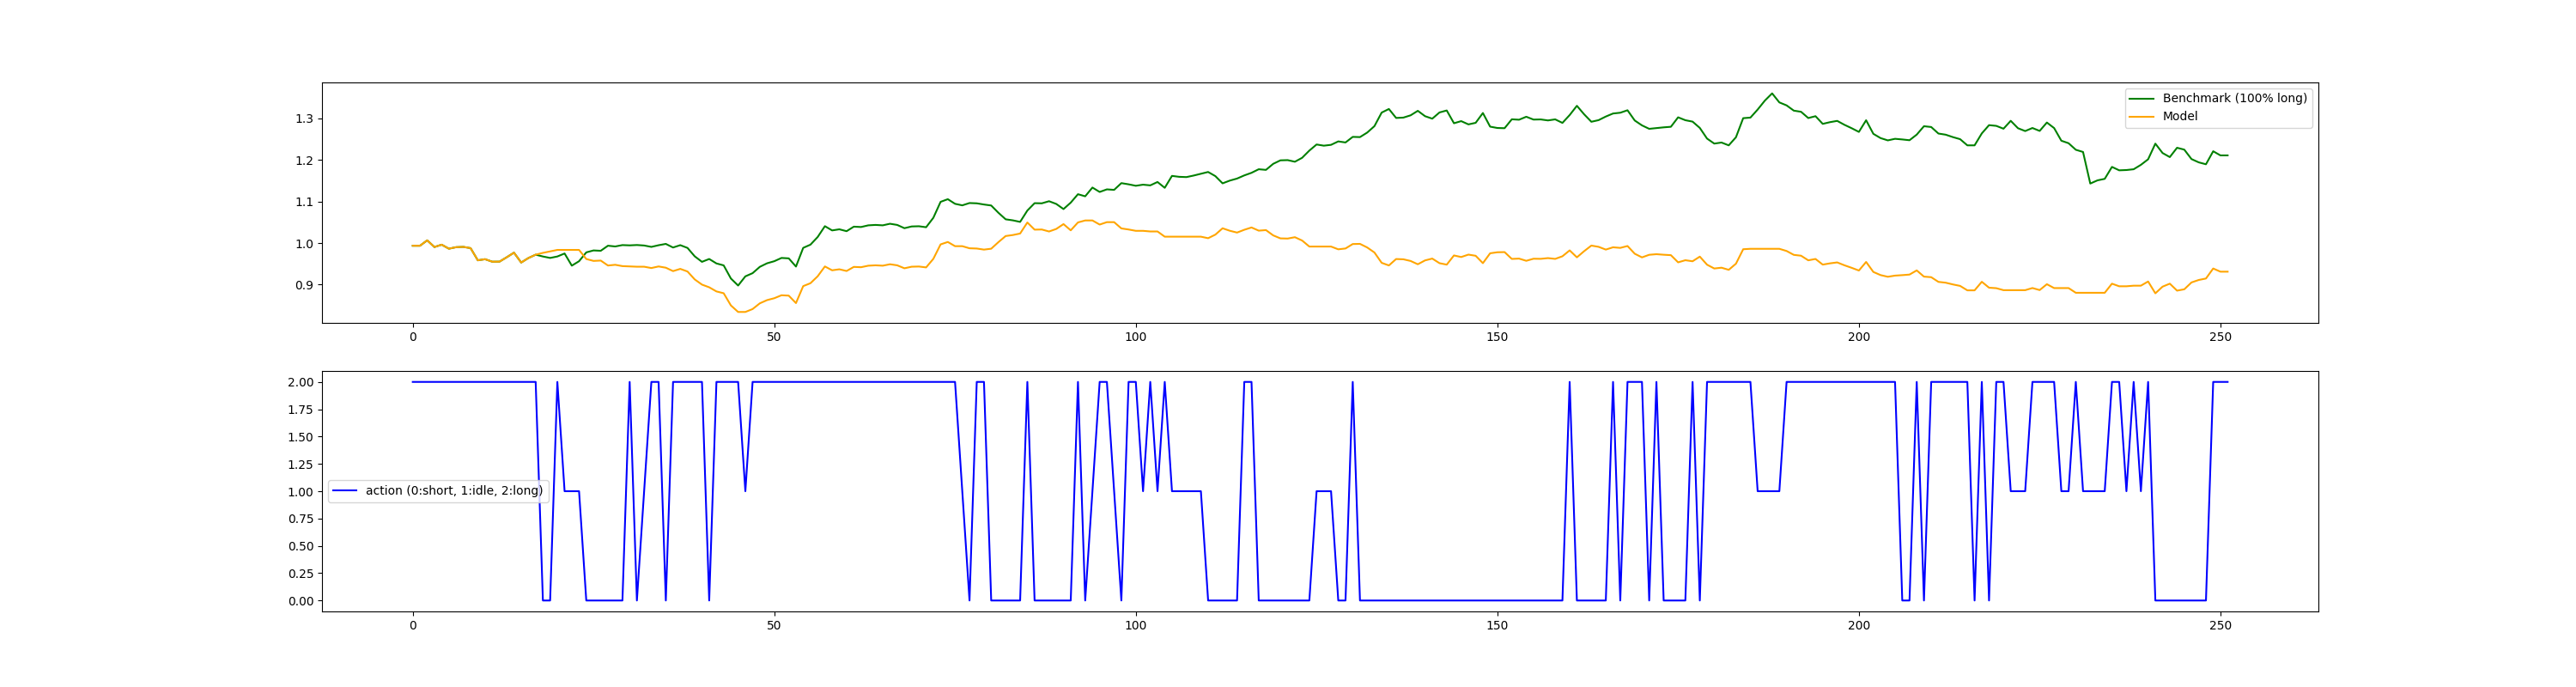 1.3
1.2
1.1
1.0
0.9
Benchmark (100% long)
Model
0 50 100 150 200 250
2.00
1.75
1.50
1.25
1.00
0.75
0.50
0.25
0.00
action (0:short, 1:idle, 2:long)
0 50 100 150 200 250